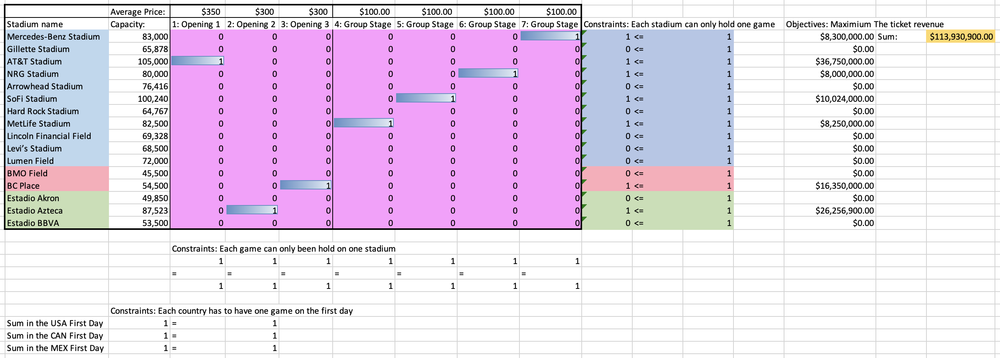 Average Price: $350 $300 $300 $100.00 $100.00 $100.00 $100.00
Stadium name Capacity: 1: Opening 1 2: Opening 2 3: Opening 3 4: Group Stage 5: Group Stage 6: Group Stage 7: Group Stage Constraints: Each stadium can only hold one game Objectives: Maximium The ticket revenue
Mercedes-Benz Stadium 83,000 0 0 0 0 0 0 1 1 <= 1 $8,300,000.00 Sum: $113,930,900.00
Gillette Stadium 65,878 0 0 0 0 0 0 0 0 <= 1 $0.00
AT&T Stadium 105,000 1 0 0 0 0 0 0 1 <= 1 $36,750,000.00
NRG Stadium 80,000 0 0 0 0 0 1 0 1 <= 1 $8,000,000.00
Arrowhead Stadium 76,416 0 0 0 0 0 0 0 0 <= 1 $0.00
SoFi Stadium 100,240 0 0 0 0 1 0 0 1 <= 1 $10,024,000.00
Hard Rock Stadium 64,767 0 0 0 0 0 0 0 0 <= 1 $0.00
MetLife Stadium 82,500 0 0 0 1 0 0 0 1 <= 1 $8,250,000.00
Lincoln Financial Field 69,328 0 0 0 0 0 0 0 0 <= 1 $0.00
Levi’s Stadium 68,500 0 0 0 0 0 0 0 0 <= 1 $0.00
Lumen Field 72,000 0 0 0 0 0 0 0 0 <= 1 $0.00
BMO Field 45,500 0 0 0 0 0 0 0 0 <= 1 $0.00
BC Place 54,500 0 0 1 0 0 0 0 1 <= 1 $16,350,000.00
Estadio Akron 49,850 0 0 0 0 0 0 0 0 <= 1 $0.00
Estadio Azteca 87,523 0 1 0 0 0 0 0 1 <= 1 $26,256,900.00
Estadio BBVA 53,500 0 0 0 0 0 0 0 0 <= 1 $0.00
Constraints: Each game can only been hold on one stadium
1 1 1 1 1 1 1
= = = = = = =
1 1 1 1 1 1 1
Constraints: Each country has to have one game on the first day
Sum in the USA First Day 1 = 1
Sum in the CAN First Day 1 = 1
Sum in the MEX First Day 1 = 1